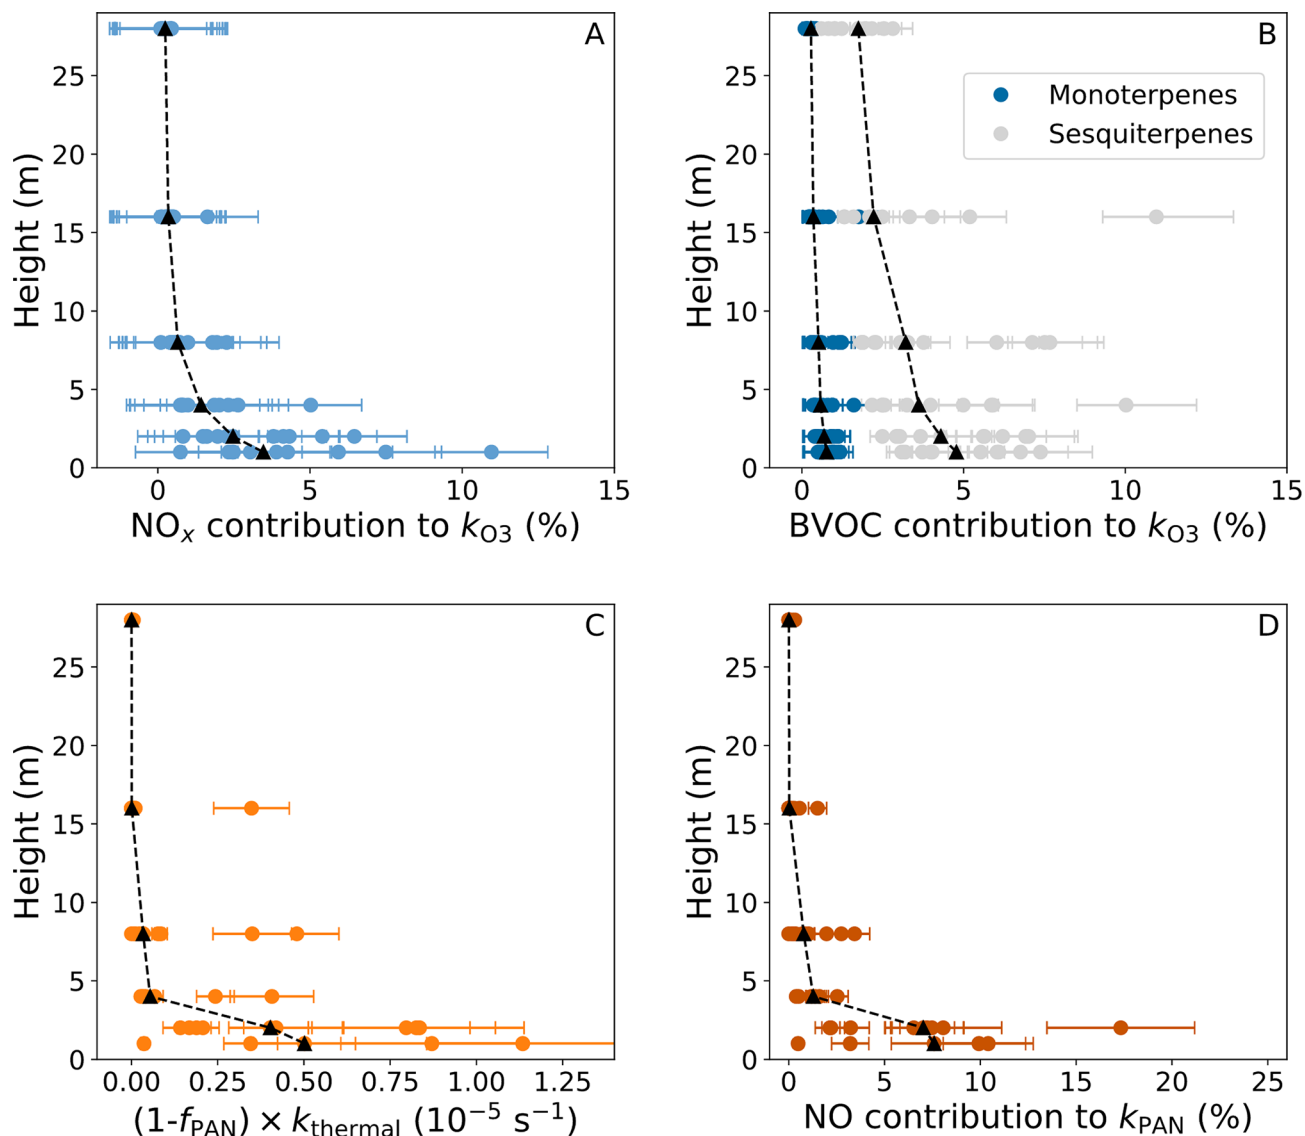 A
25
20
15
10
5
0
Height (m)
0 5 10 15
NOx contribution to kO3 (%)
B
Monoterpenes
Sesquiterpenes
25
20
15
10
5
0
Height (m)
0 5 10 15
BVOC contribution to kO3 (%)
C
25
20
15
10
5
0
Height (m)
0.00 0.25 0.50 0.75 1.00 1.25
(1-fPAN) × kthermal (10⁻⁵ s⁻¹)
D
25
20
15
10
5
0
Height (m)
0 5 10 15 20 25
NO contribution to kPAN (%)